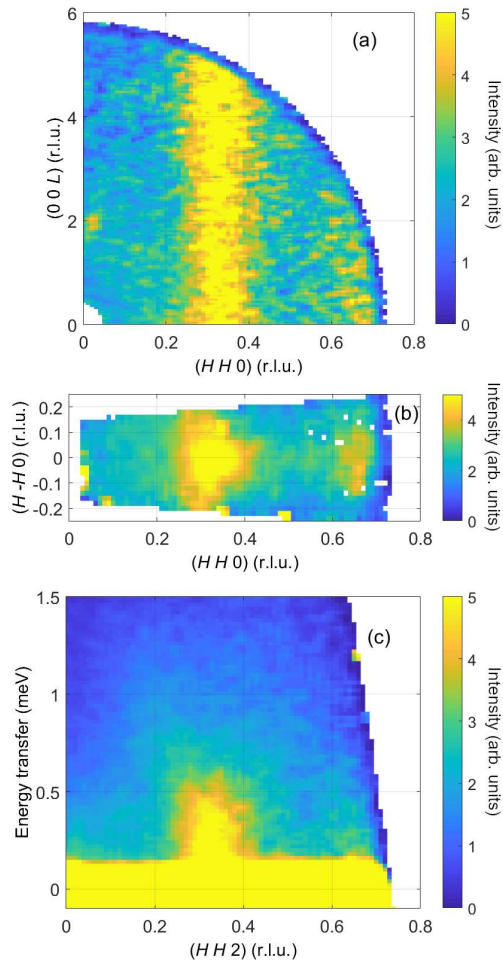 (a)
6
4
2
0
(0 0 L) (r.l.u.)
0 0.2 0.4 0.6 0.8
(H H 0) (r.l.u.)
5
4
3
2
1
0
Intensity (arb. units)
(b)
0.2
0.1
0
-0.1
-0.2
(H -H 0) (r.l.u.)
0 0.2 0.4 0.6 0.8
(H H 0) (r.l.u.)
4
2
0
Intensity (arb. units)
(c)
1.5
1
0.5
0
Energy transfer (meV)
0 0.2 0.4 0.6 0.8
(H H 2) (r.l.u.)
5
4
3
2
1
0
Intensity (arb. units)